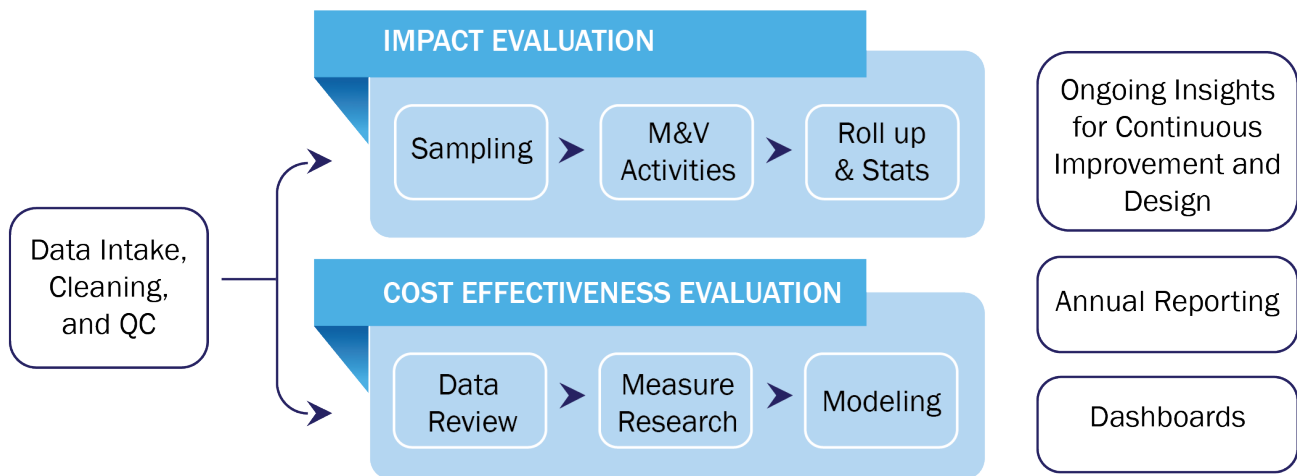 Data Intake,
Cleaning,
and QC
IMPACT EVALUATION
Sampling
M&V
Activities
Roll up
& Stats
COST EFFECTIVENESS EVALUATION
Data
Review
Measure
Research
Modeling
Ongoing Insights
for Continuous
Improvement and
Design
Annual Reporting
Dashboards